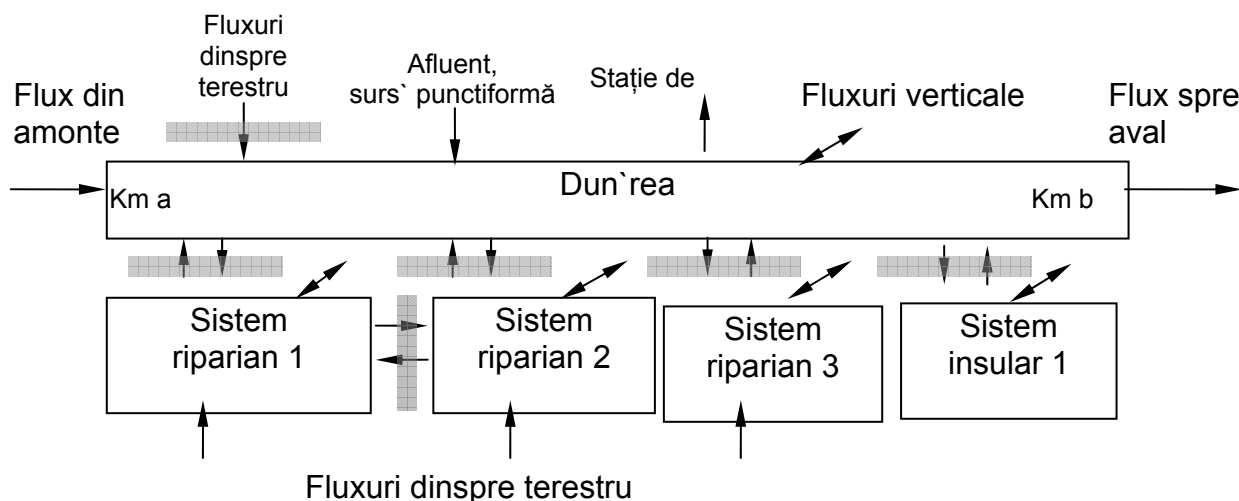 Fluxuri
dinspre
terestru
Flux din
amonte
Afluent,
surs` punctiformă
Stație de
Fluxuri verticale
Flux spre
aval
Dun`rea
Km a
Km b
Sistem
riparian 1
Sistem
riparian 2
Sistem
riparian 3
Sistem
insular 1
Fluxuri dinspre terestru